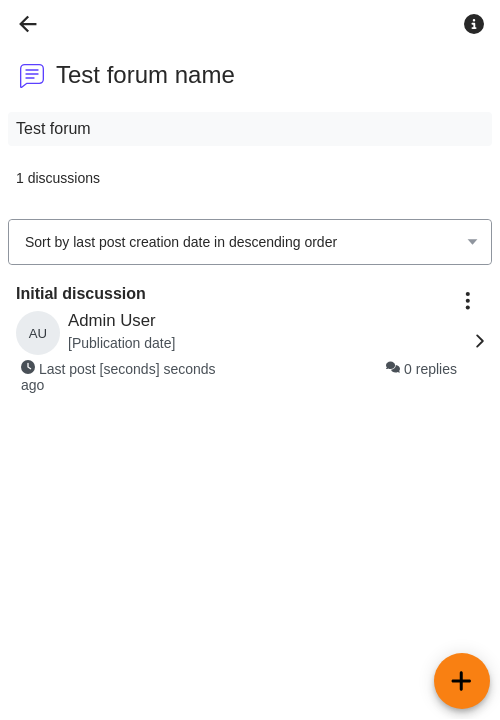 Test forum name
Test forum
1 discussions
Sort by last post creation date in descending order
Initial discussion
AU
Admin User
[Publication date]
Last post [seconds] seconds
ago
0 replies